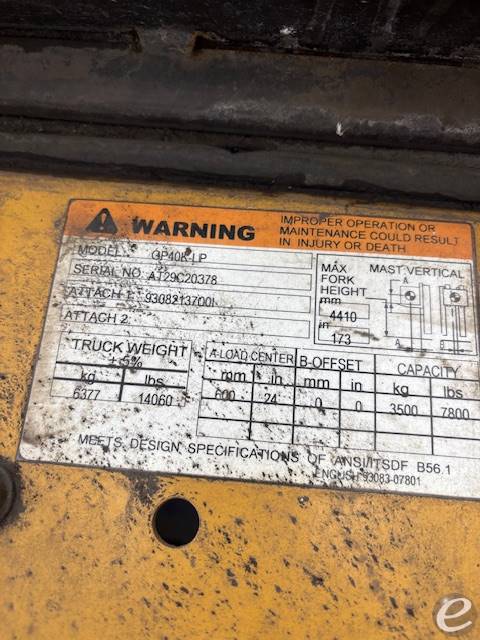 WARNING
IMPROPER OPERATION OR
MAINTENANCE COULD RESULT
IN INJURY OR DEATH
MODEL: GP40K-LP
SERIAL NO. AT29C20378
ATTACH 1
ATTACH 2
MAX FORK HEIGHT
MAST VERTICAL
mm
4410
in
173
TRUCK WEIGHT
± 5%
kg lbs
6377 14060
A-LOAD CENTER B-OFFSET CAPACITY
mm in mm in kg lbs
600 24 0 0 3500 7800
MEETS DESIGN SPECIFICATIONS OF ANSI/ITSDF B56.1
ENGLISH 93083-07801
e